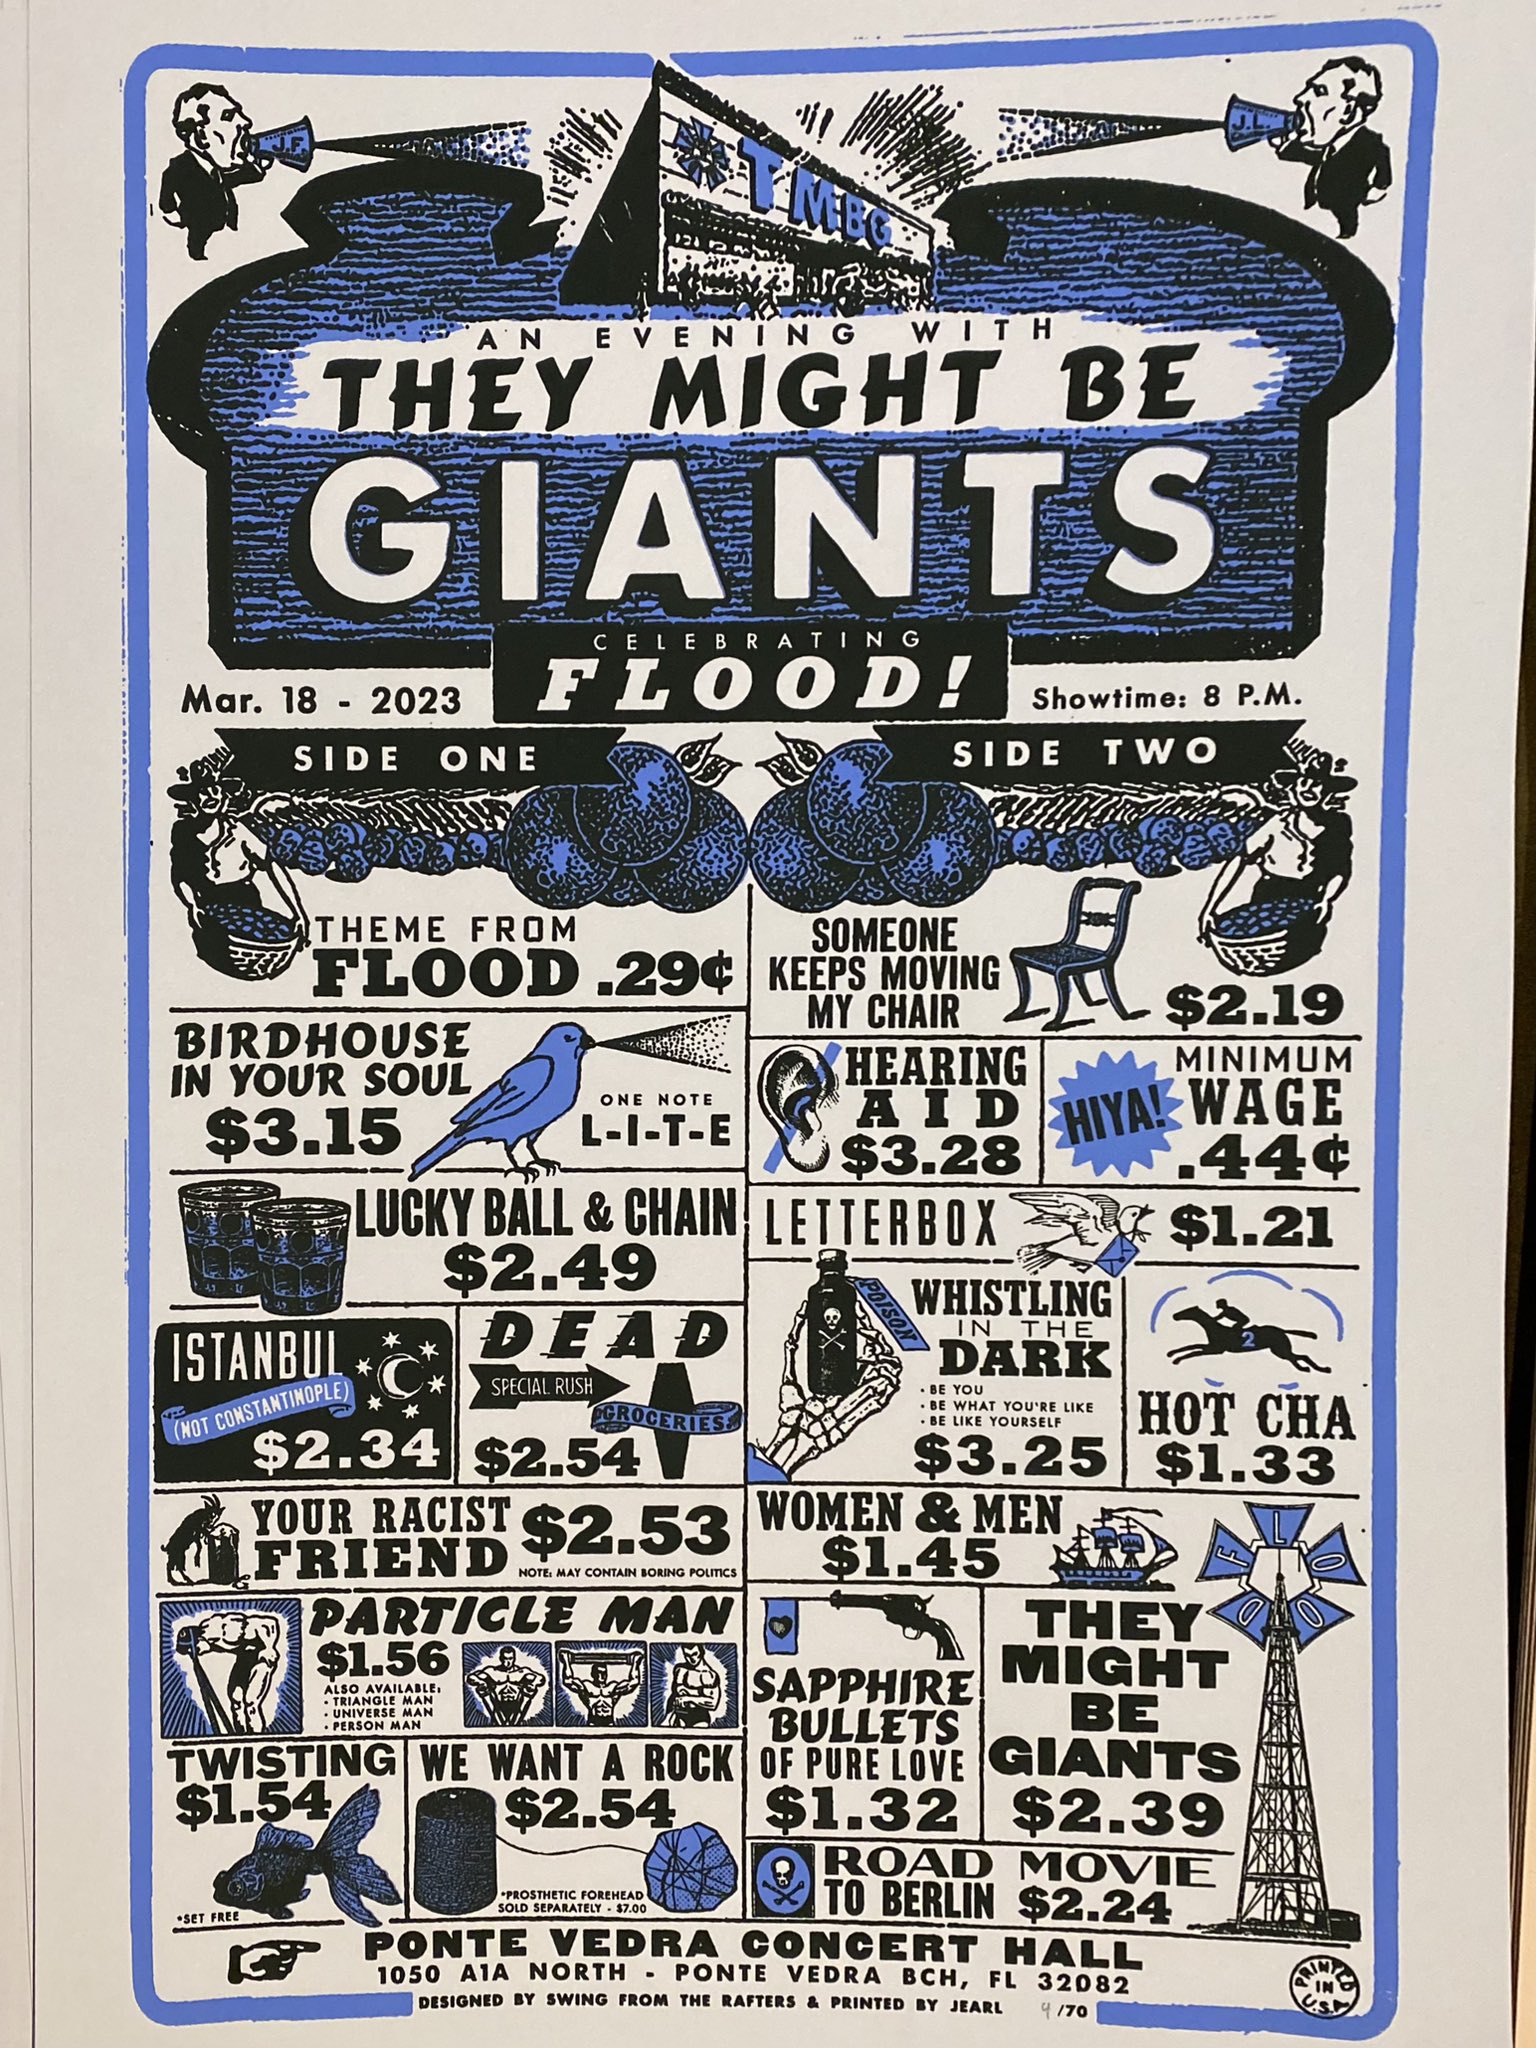 J.F.
J.L.
TMBG
AN EVENING WITH
THEY MIGHT BE
GIANTS
CELEBRATING
FLOOD!
Mar. 18 - 2023
Showtime: 8 P.M.
SIDE ONE
THEME FROM
FLOOD .29¢
BIRDHOUSE
IN YOUR SOUL
$3.15
ONE NOTE
L-I-T-E
LUCKY BALL & CHAIN
$2.49
ISTANBUL
(NOT CONSTANTINOPLE)
$2.34
DEAD
SPECIAL RUSH
GROCERIES
$2.54
YOUR RACIST
FRIEND
$2.53
NOTE: MAY CONTAIN BORING POLITICS
PARTICLE MAN
$1.56
ALSO AVAILABLE:
• TRIANGLE MAN
• UNIVERSE MAN
• PERSON MAN
TWISTING
$1.54
*SET FREE
WE WANT A ROCK
$2.54
*PROSTHETIC FOREHEAD
SOLD SEPARATELY - $7.00
SIDE TWO
SOMEONE
KEEPS MOVING
MY CHAIR
$2.19
HEARING
AID
$3.28
HIYA!
MINIMUM
WAGE
.44¢
LETTERBOX
$1.21
POISON
WHISTLING
IN THE
DARK
• BE YOU
• BE WHAT YOU'RE LIKE
• BE LIKE YOURSELF
$3.25
2
HOT CHA
$1.33
WOMEN & MEN
$1.45
FLOOD
SAPPHIRE
BULLETS
OF PURE LOVE
$1.32
THEY
MIGHT
BE
GIANTS
$2.39
ROAD MOVIE
TO BERLIN $2.24
PONTE VEDRA CONCERT HALL
1050 A1A NORTH - PONTE VEDRA BCH, FL 32082
DESIGNED BY SWING FROM THE RAFTERS & PRINTED BY JEARL
/70
PRINTED
IN
U.S.A.